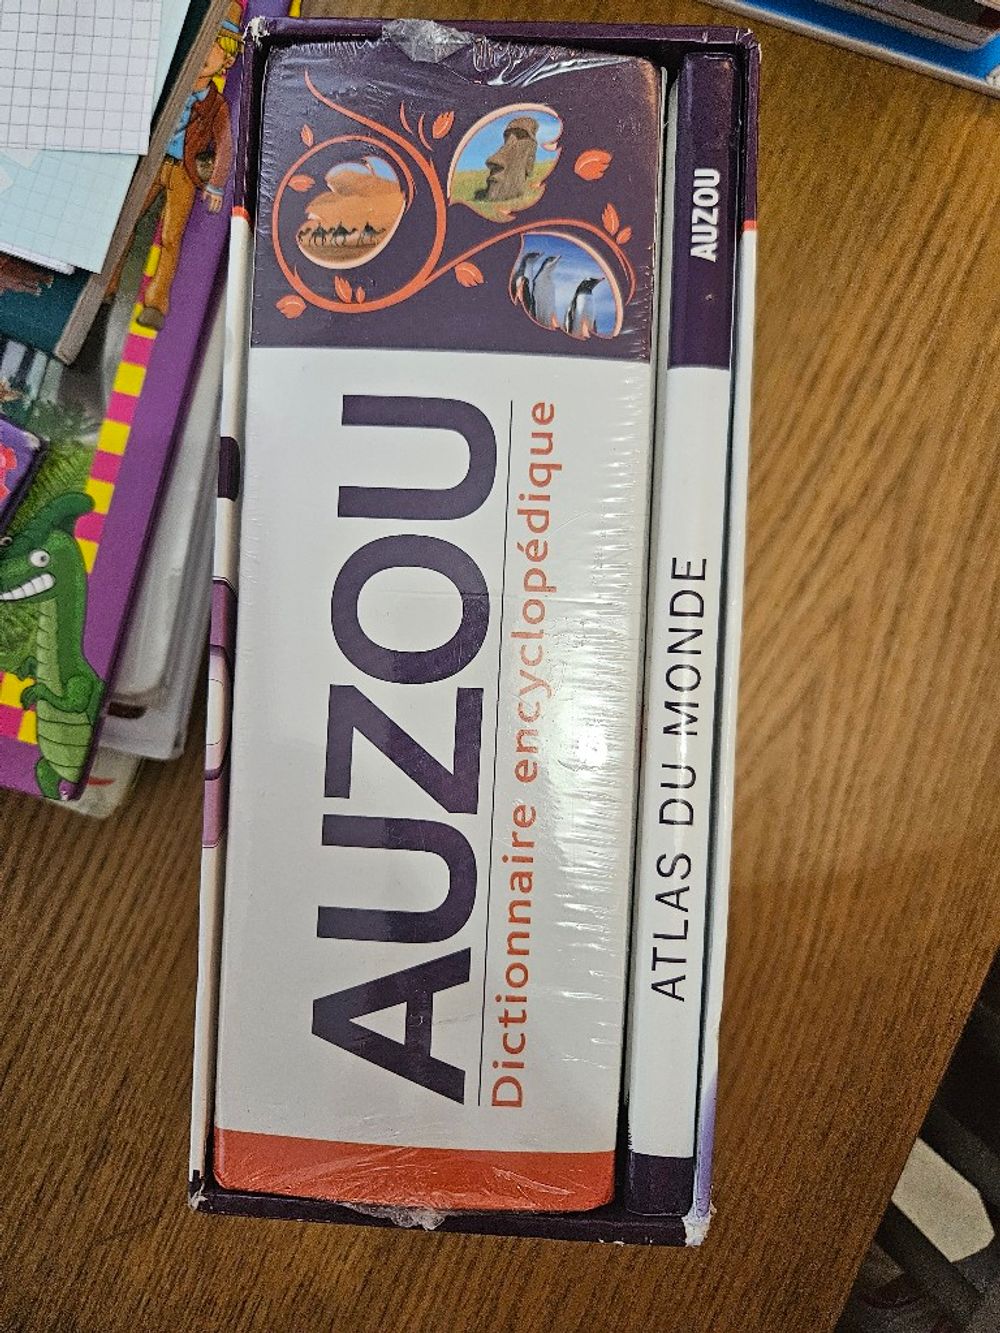 AUZOU
Dictionnaire encyclopédique
ATLAS DU MONDE
AUZOU